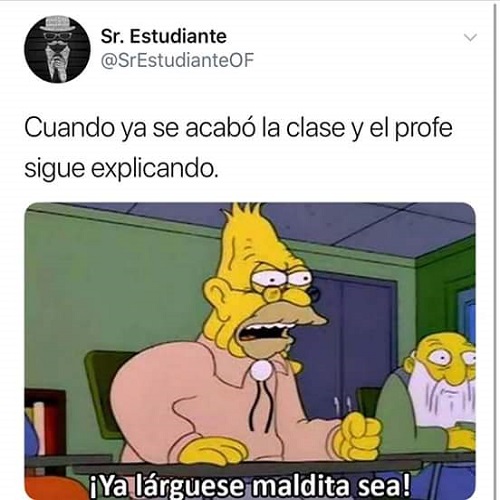 Sr. Estudiante
@SrEstudianteOF
Cuando ya se acabó la clase y el profe
sigue explicando.
¡Ya lárguese maldita sea!